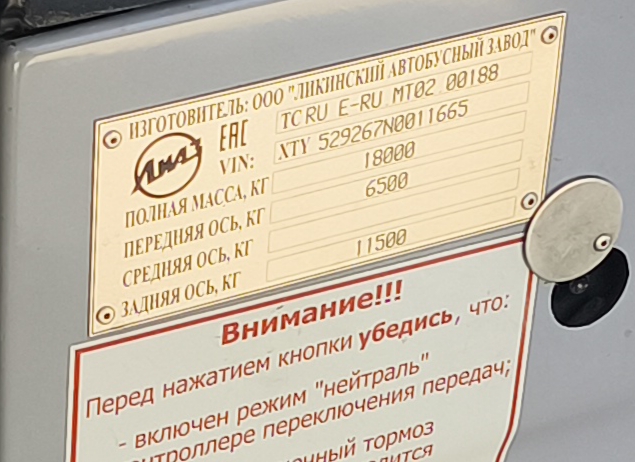 ИЗГОТОВИТЕЛЬ: ООО "ЛИКИНСКИЙ АВТОБУСНЫЙ ЗАВОД"
ЛиАЗ
ЕАС TC RU E-RU MT02 00188
VIN: XTY 529267N0011665
ПОЛНАЯ МАССА, КГ 18000
ПЕРЕДНЯЯ ОСЬ, КГ 6500
СРЕДНЯЯ ОСЬ, КГ
ЗАДНЯЯ ОСЬ, КГ 11500
Внимание!!!
Перед нажатием кнопки убедись, что:
- включен режим "нейтраль"
контроллере переключения передач;
тормоз